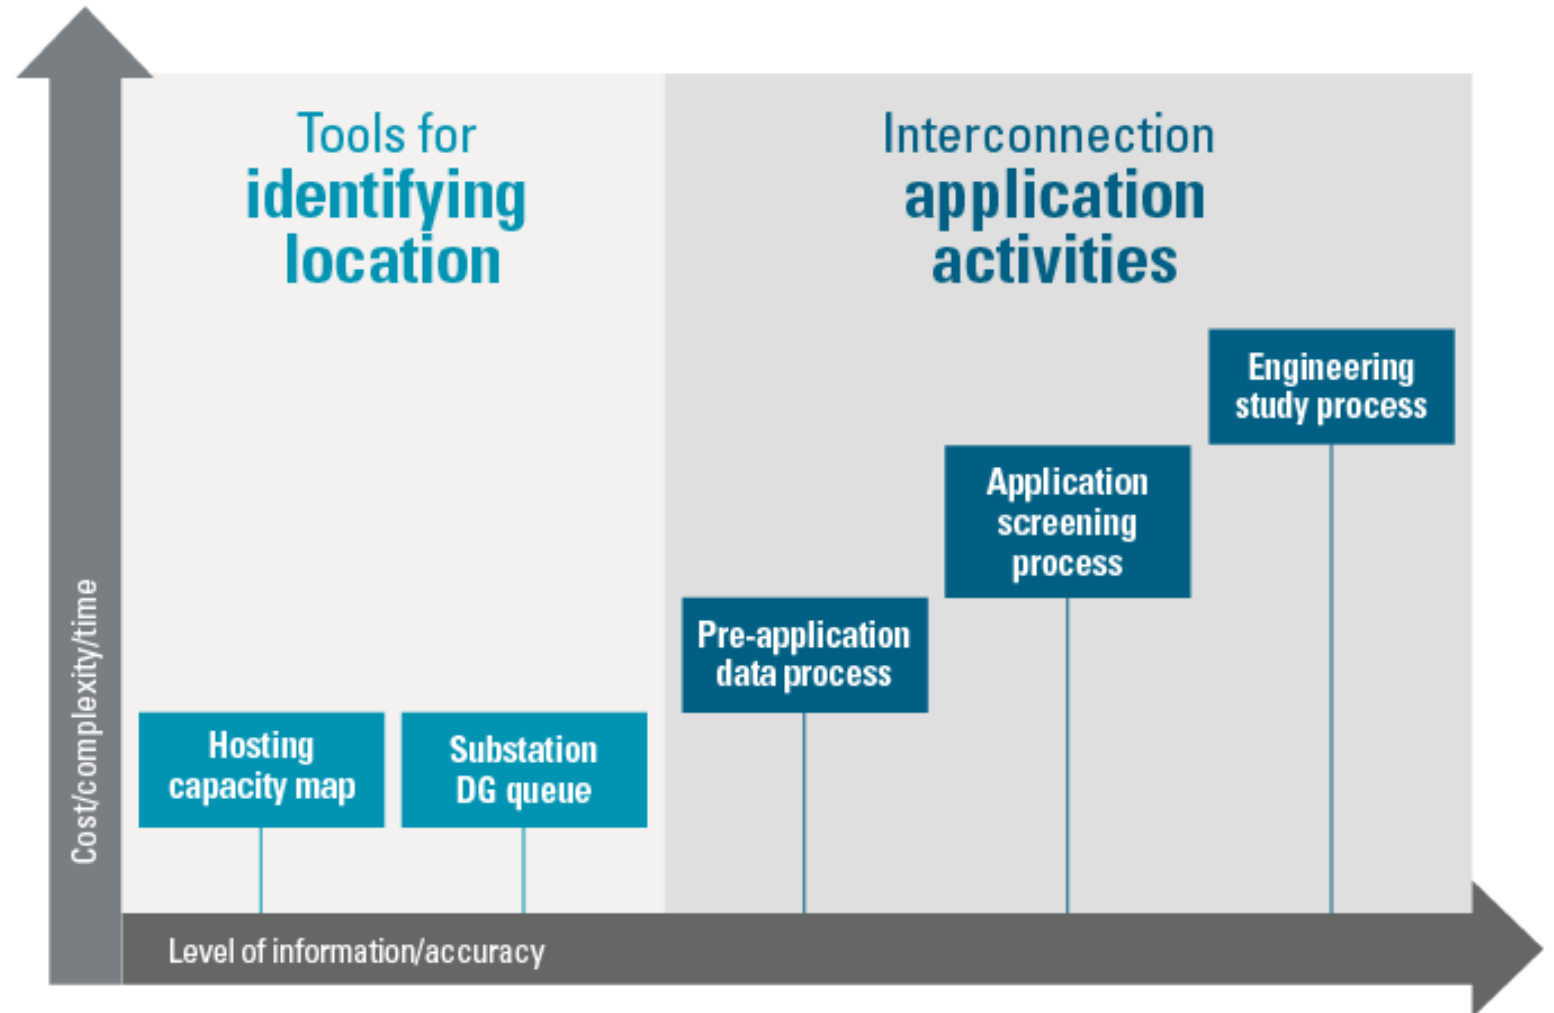 Tools for
identifying
location
Interconnection
application
activities
Engineering
study process
Application
screening
process
Pre-application
data process
Hosting
capacity map
Substation
DG queue
Cost/complexity/time
Level of information/accuracy